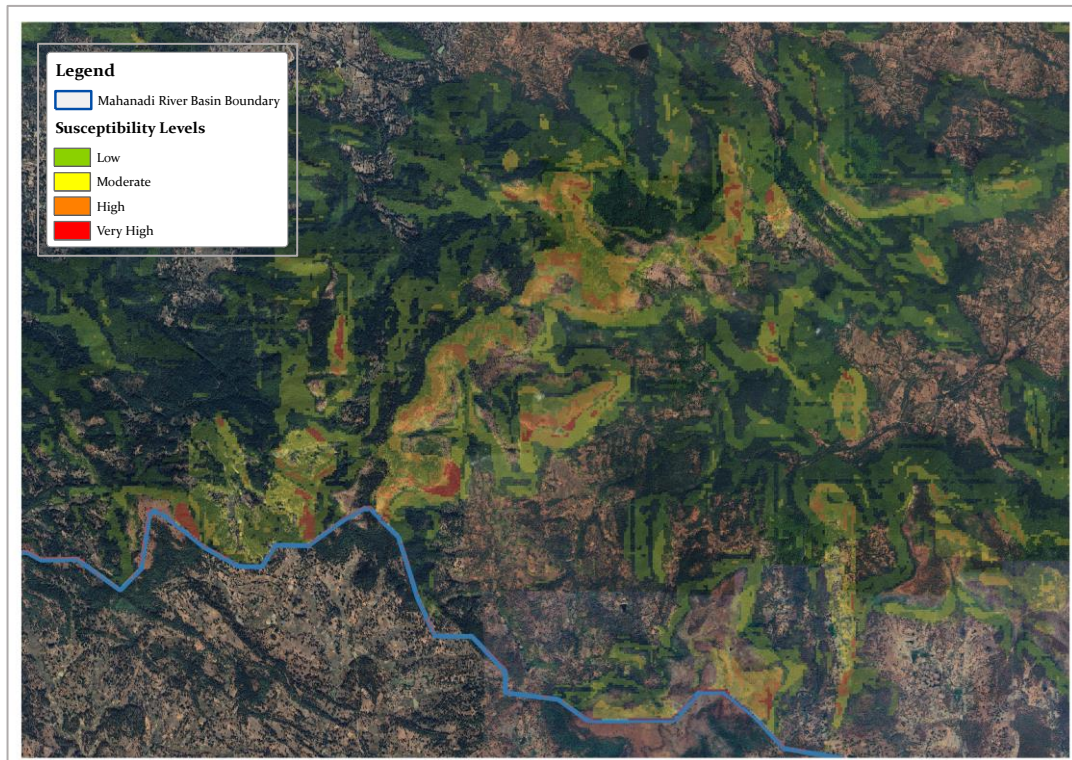 Legend
Mahanadi River Basin Boundary
Susceptibility Levels
Low
Moderate
High
Very High